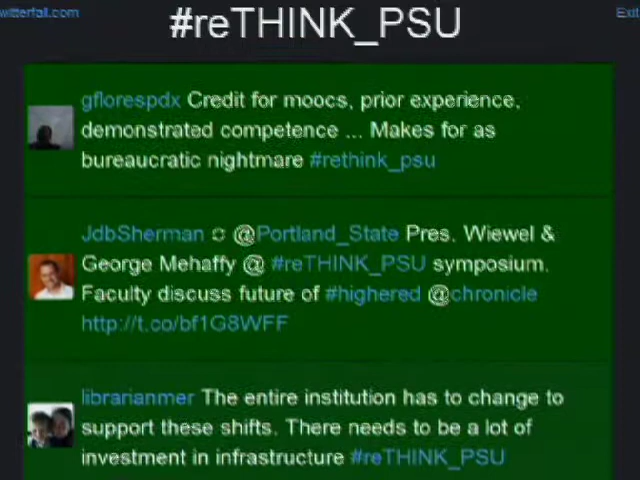 witterfall.com
Exit
#reTHINK_PSU
gflorespdx Credit for moocs, prior experience,
demonstrated competence ... Makes for as
bureaucratic nightmare #rethink_psu
JdbSherman ☼ @Portland_State Pres. Wiewel &
George Mehaffy @ #reTHINK_PSU symposium.
Faculty discuss future of #highered @chronicle
http://t.co/bf1G8WFF
librarianmer The entire institution has to change to
support these shifts. There needs to be a lot of
investment in infrastructure #reTHINK_PSU